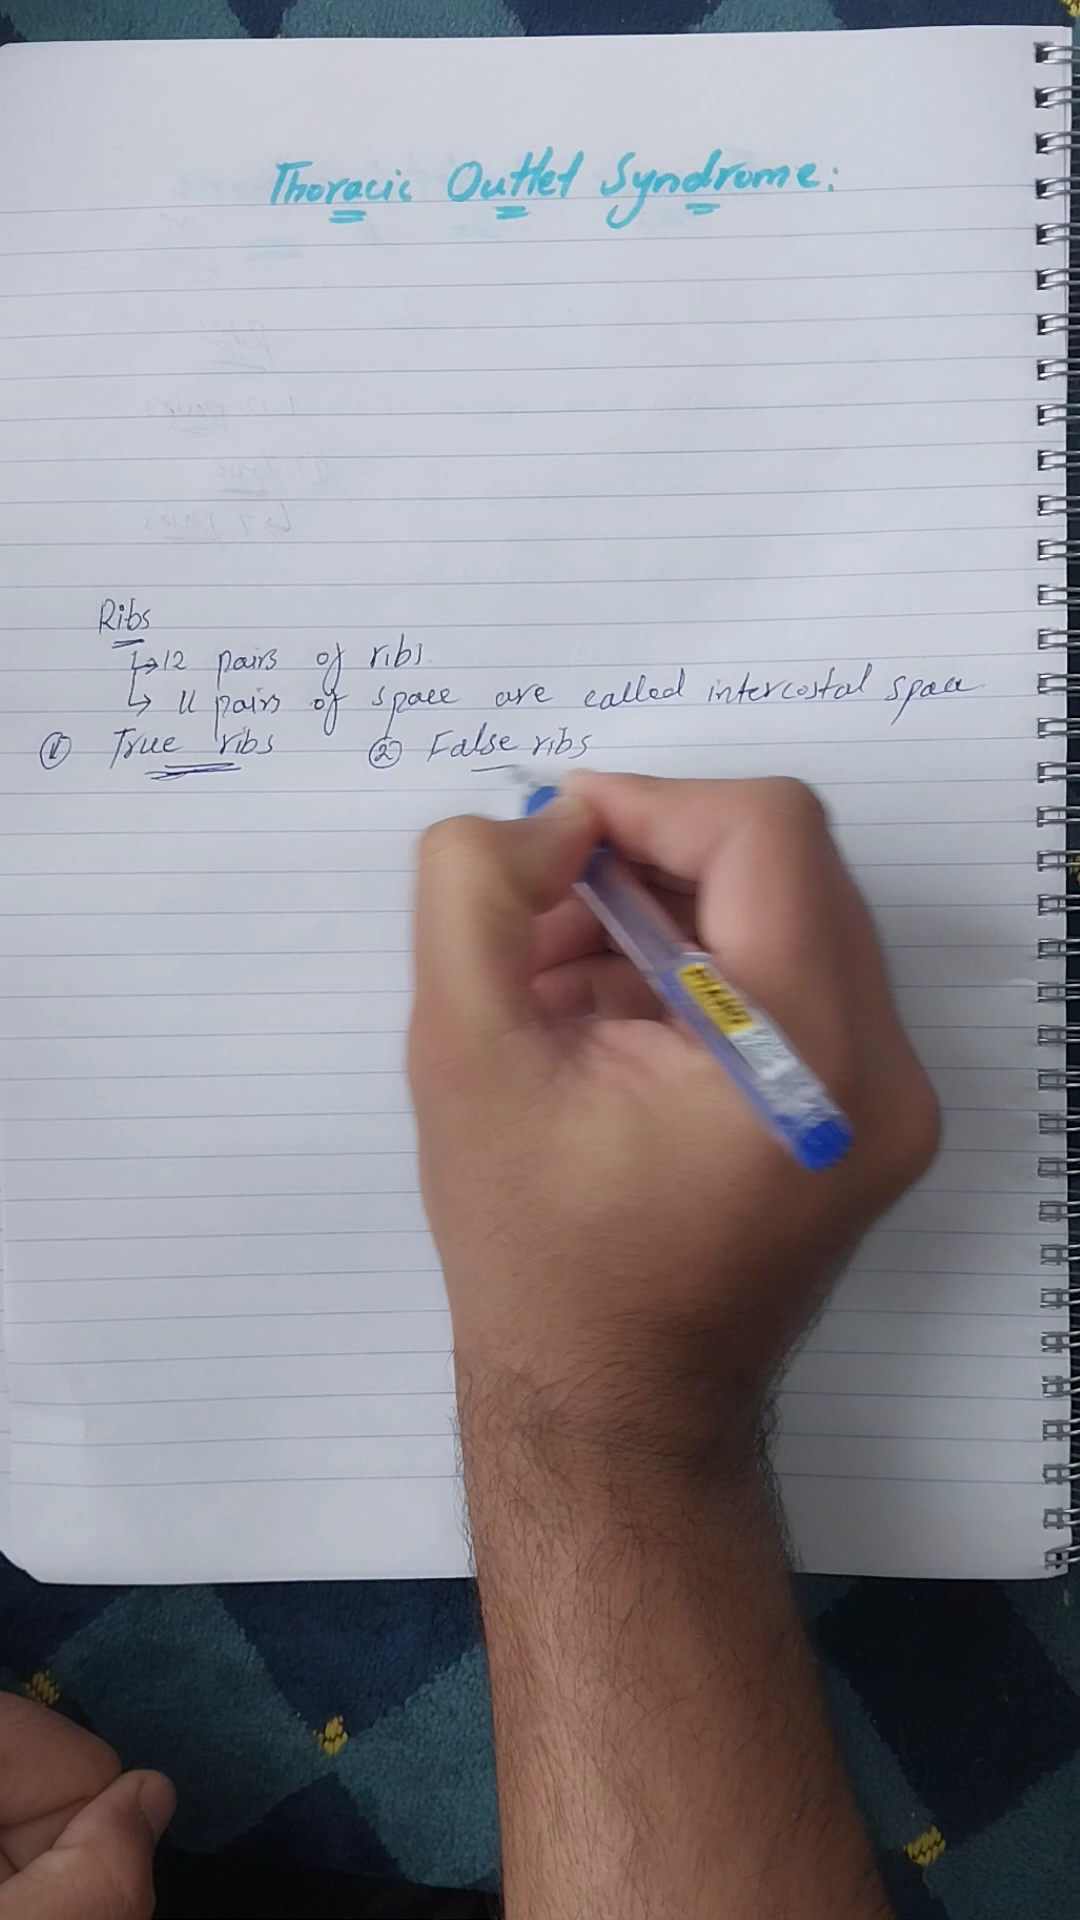 Thoracic Outlet Syndrome:
Ribs
↳12 pairs of ribs
↳ 11 pairs of space are called intercostal space
① True ribs ② False ribs